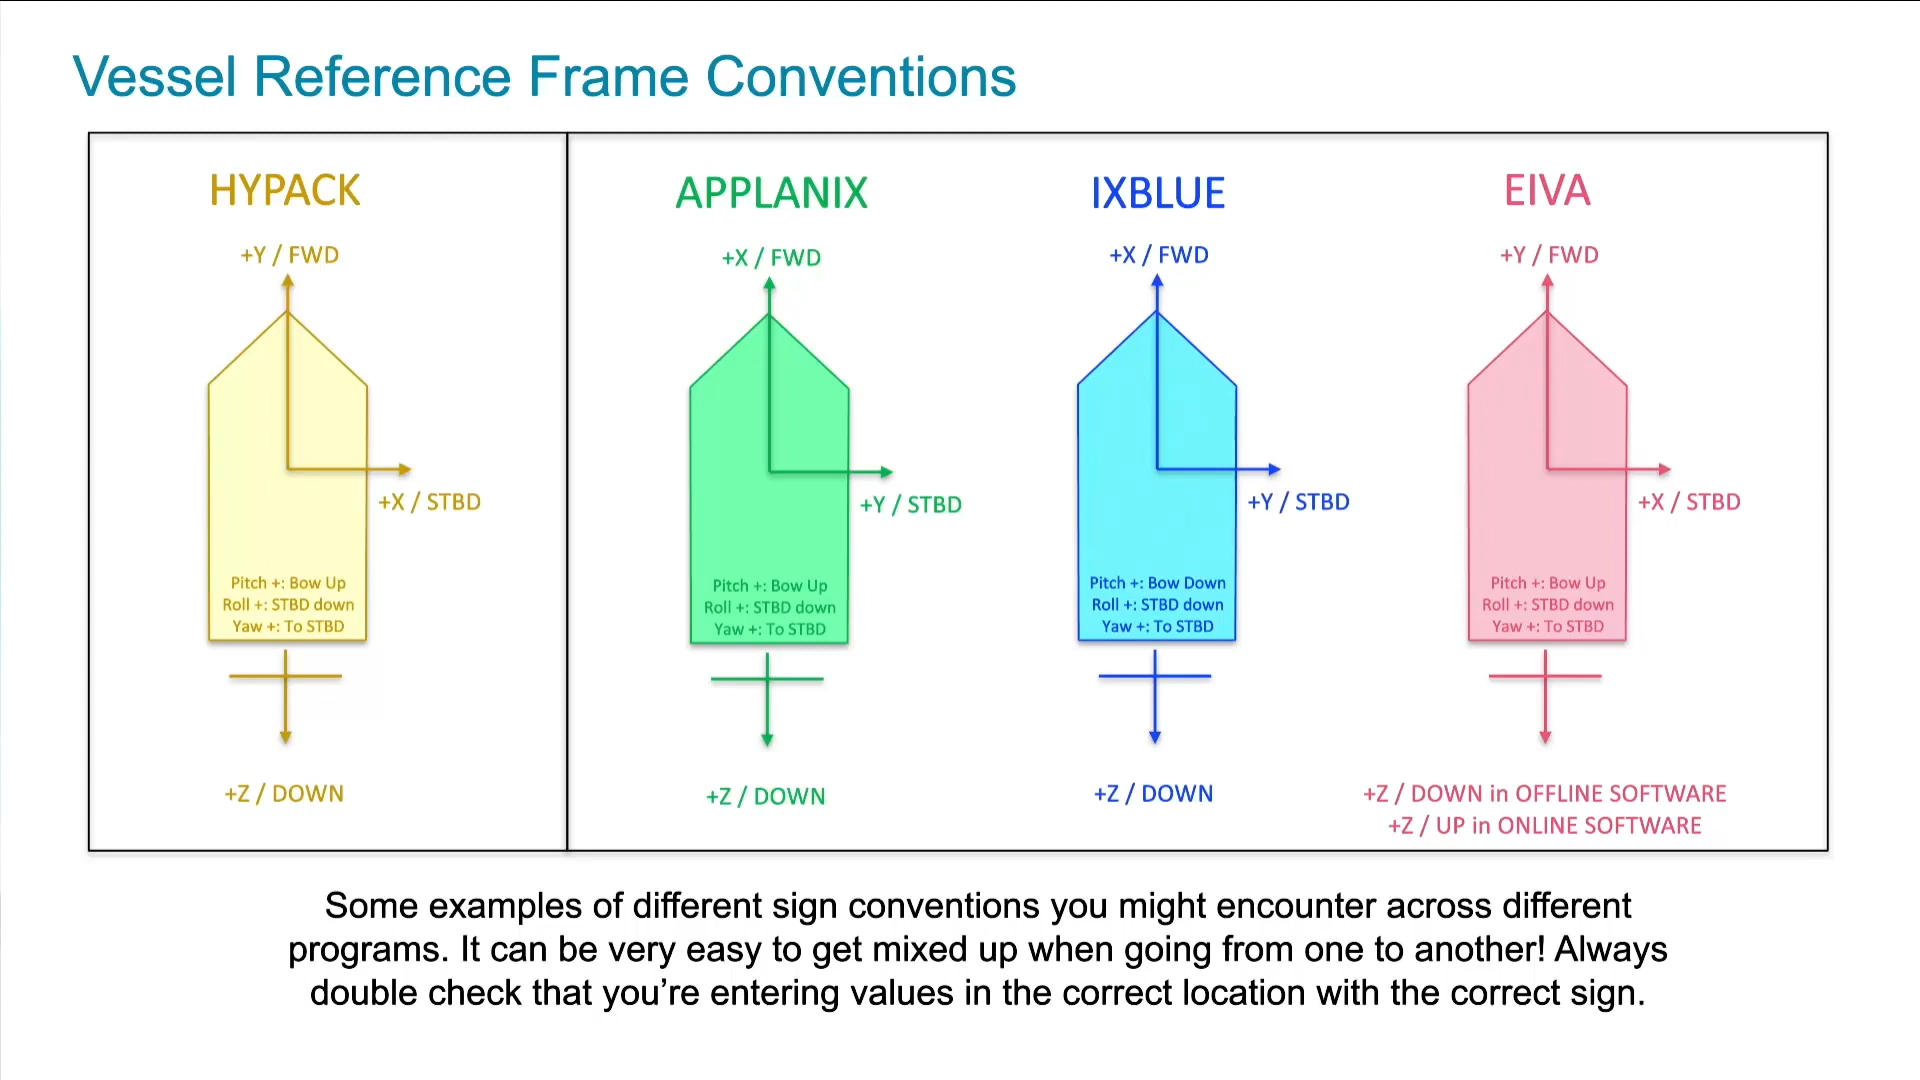 Vessel Reference Frame Conventions
HYPACK
+Y / FWD
+X / STBD
Pitch +: Bow Up
Roll +: STBD down
Yaw +: To STBD
+Z / DOWN
APPLANIX
+X / FWD
+Y / STBD
Pitch +: Bow Up
Roll +: STBD down
Yaw +: To STBD
+Z / DOWN
IXBLUE
+X / FWD
+Y / STBD
Pitch +: Bow Down
Roll +: STBD down
Yaw +: To STBD
+Z / DOWN
EIVA
+Y / FWD
+X / STBD
Pitch +: Bow Up
Roll +: STBD down
Yaw +: To STBD
+Z / DOWN in OFFLINE SOFTWARE
+Z / UP in ONLINE SOFTWARE
Some examples of different sign conventions you might encounter across different
programs. It can be very easy to get mixed up when going from one to another! Always
double check that you’re entering values in the correct location with the correct sign.